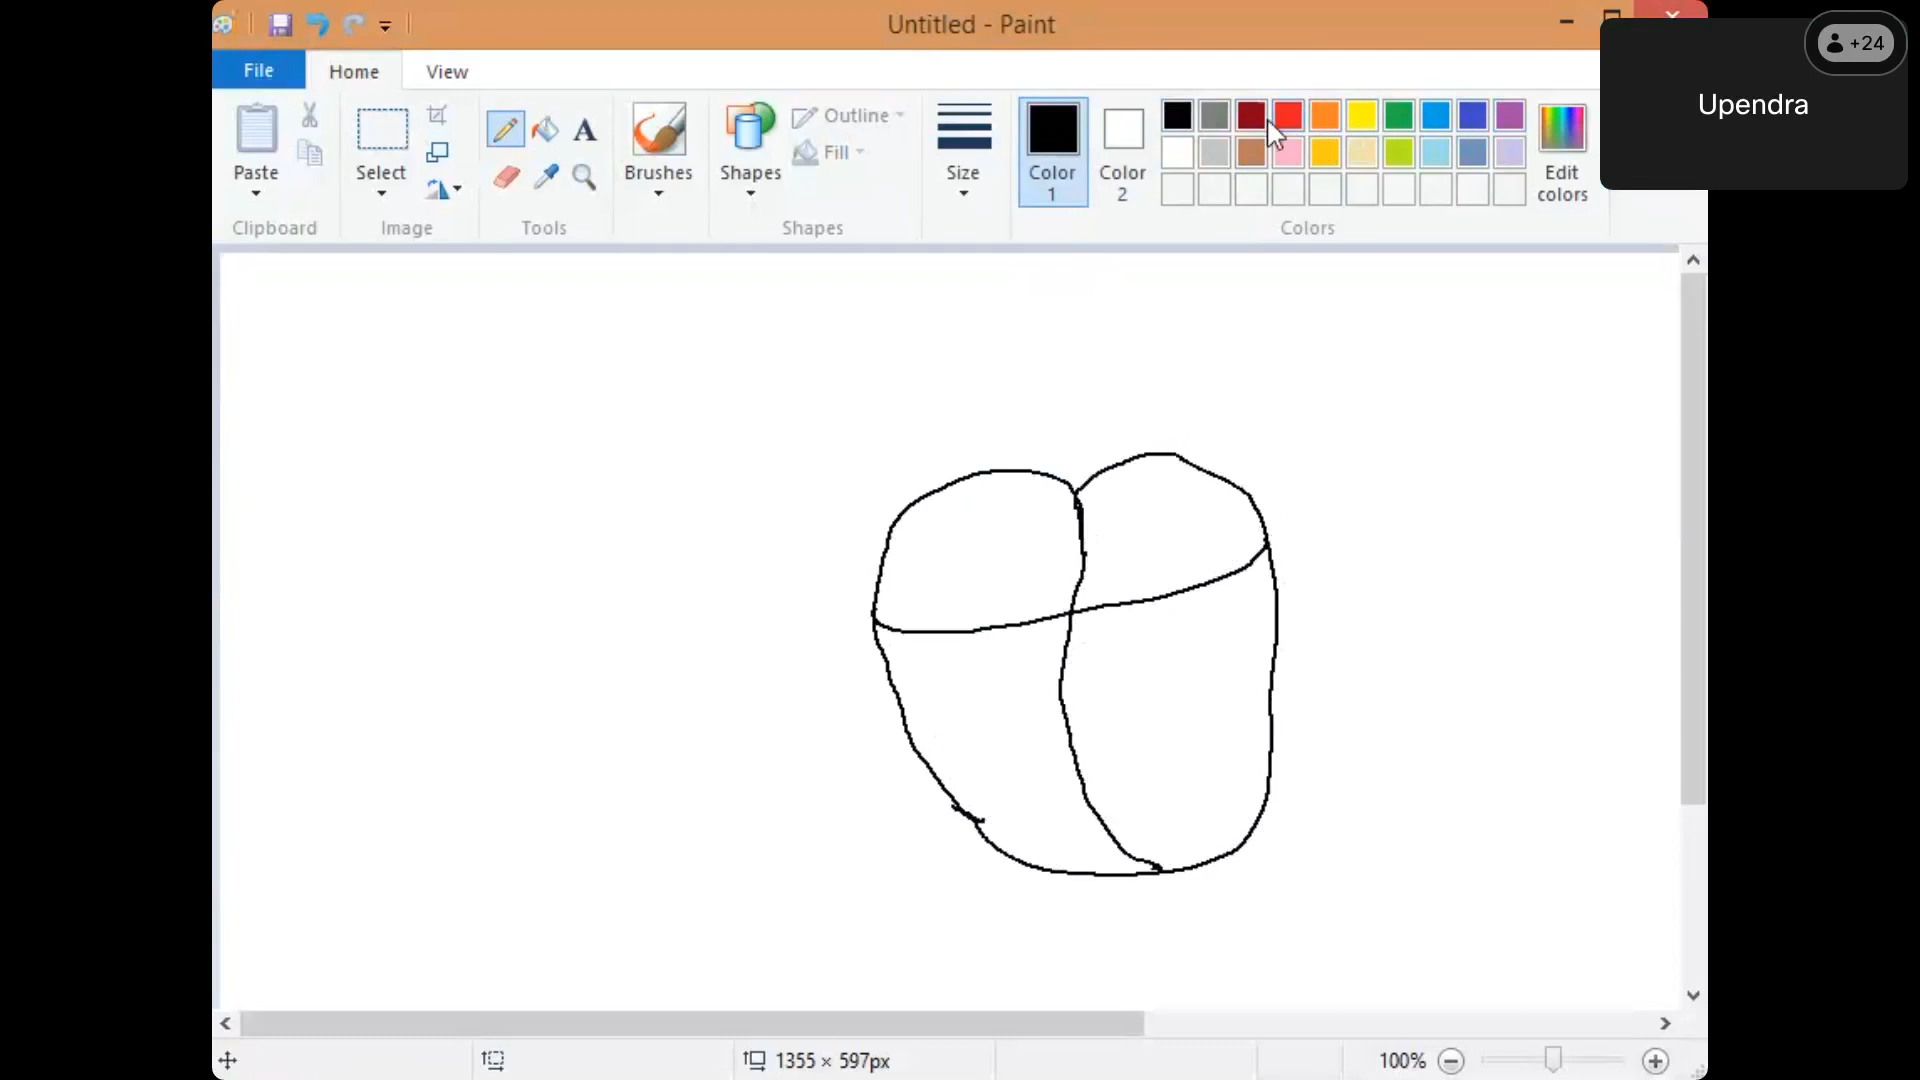 Untitled - Paint
+24
Upendra
File
Home
View
Paste
Select
Brushes
Shapes
Outline
Fill
Size
Color
1
Color
2
Edit
colors
Clipboard
Image
Tools
Shapes
Colors
1355 × 597px
100%